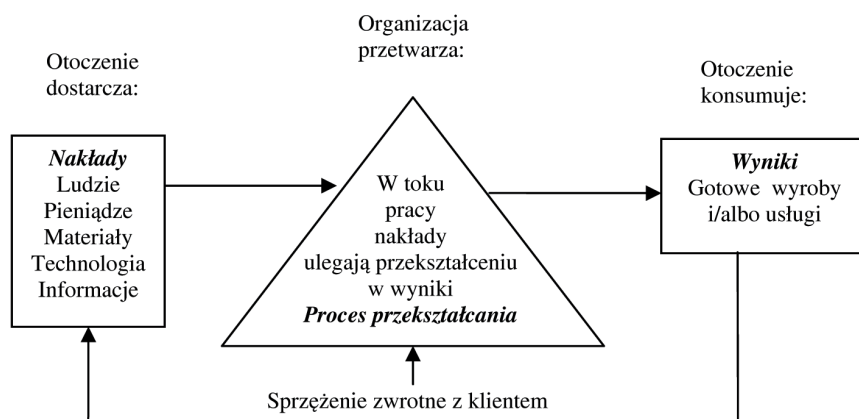 Otoczenie
dostarcza:
Organizacja
przetwarza:
Otoczenie
konsumuje:
Nakłady
Ludzie
Pieniądze
Materiały
Technologia
Informacje
W toku
pracy
nakłady
ulegają przekształceniu
w wyniki
Proces przekształcania
Wyniki
Gotowe wyroby
i/albo usługi
Sprzężenie zwrotne z klientem